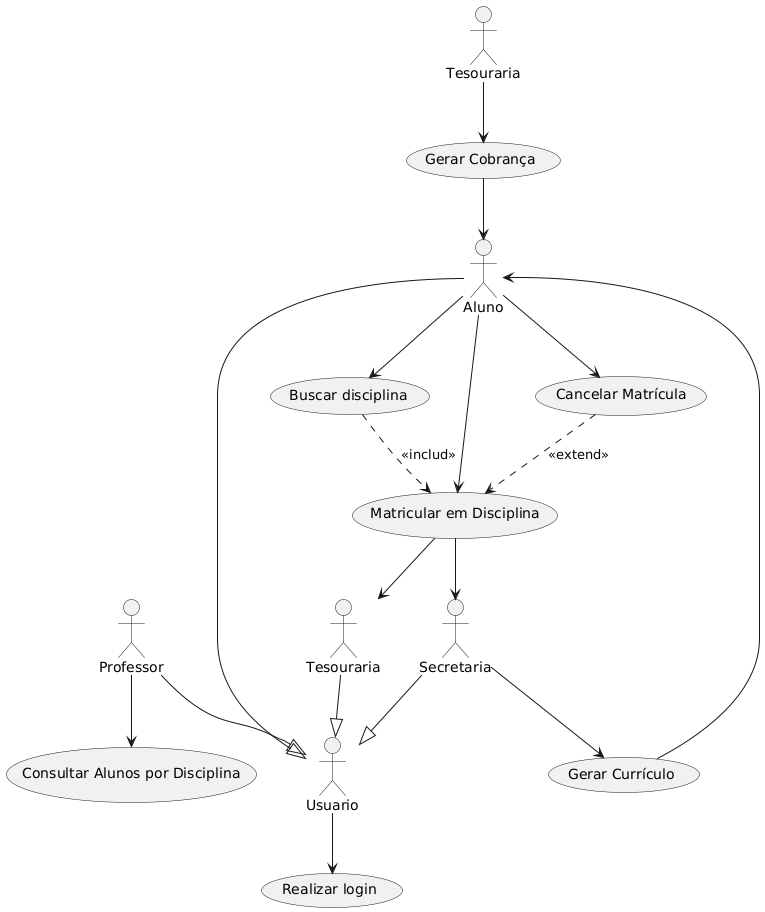 Tesouraria
Gerar Cobrança
Aluno
Buscar disciplina
Cancelar Matrícula
«includ»
«extend»
Matricular em Disciplina
Professor
Tesouraria
Secretaria
Consultar Alunos por Disciplina
Usuario
Gerar Currículo
Realizar login